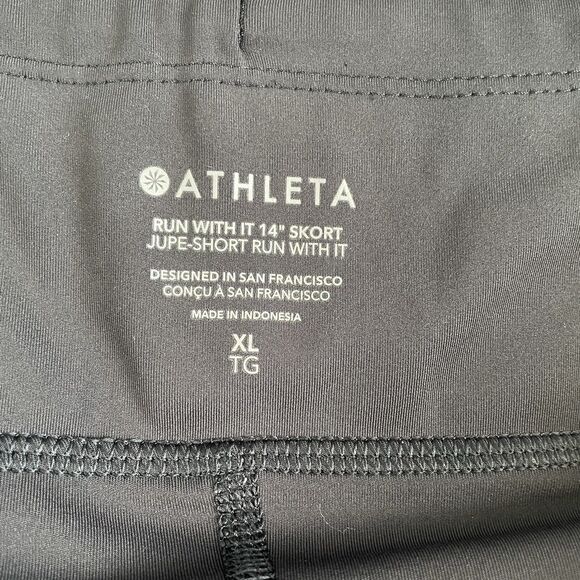 ATHLETA
RUN WITH IT 14" SKORT
JUPE-SHORT RUN WITH IT
DESIGNED IN SAN FRANCISCO
CONÇU À SAN FRANCISCO
MADE IN INDONESIA
XL
TG